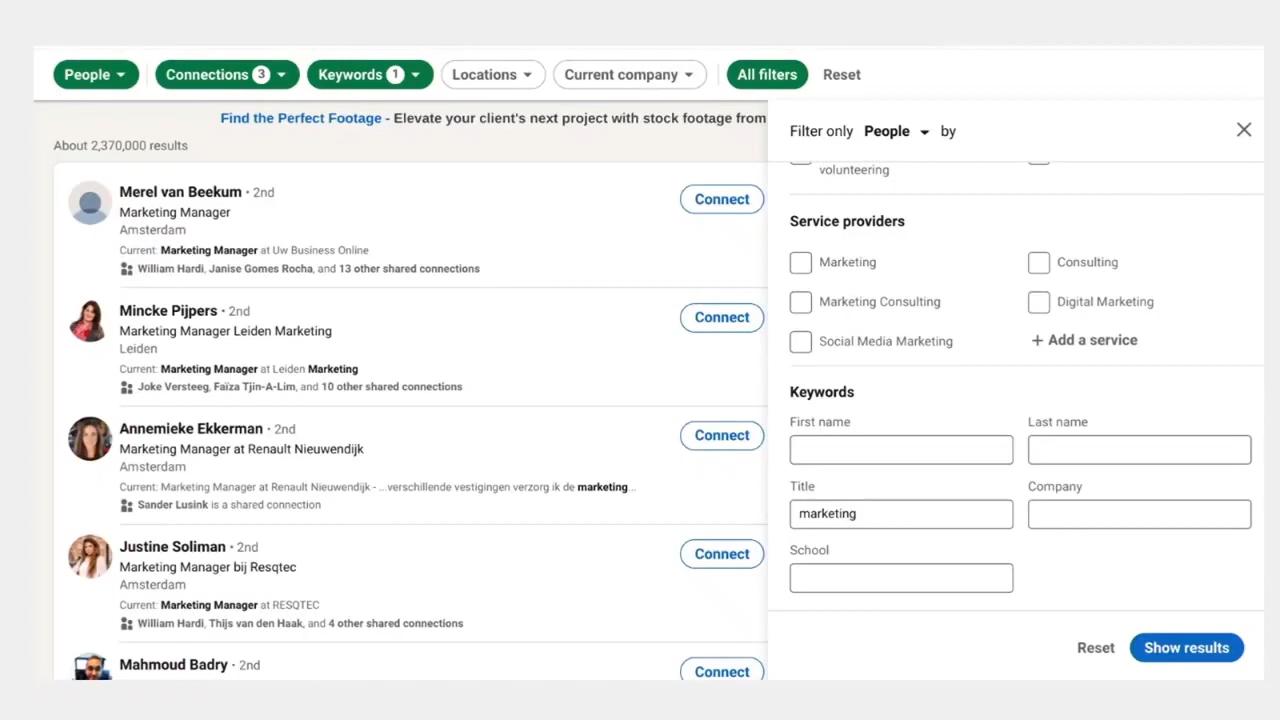 People
Connections 3
Keywords 1
Locations
Current company
All filters
Reset
Find the Perfect Footage - Elevate your client's next project with stock footage from
About 2,370,000 results
Merel van Beekum • 2nd
Marketing Manager
Amsterdam
Current: Marketing Manager at Uw Business Online
William Hardi, Janise Gomes Rocha, and 13 other shared connections
Connect
Mincke Pijpers • 2nd
Marketing Manager Leiden Marketing
Leiden
Current: Marketing Manager at Leiden Marketing
Joke Versteeg, Faïza Tjin-A-Lim, and 10 other shared connections
Connect
Annemieke Ekkerman • 2nd
Marketing Manager at Renault Nieuwendijk
Amsterdam
Current: Marketing Manager at Renault Nieuwendijk - ...verschillende vestigingen verzorg ik de marketing...
Sander Lusink is a shared connection
Connect
Justine Soliman • 2nd
Marketing Manager bij Resqtec
Amsterdam
Current: Marketing Manager at RESQTEC
William Hardi, Thijs van den Haak, and 4 other shared connections
Connect
Mahmoud Badry • 2nd
Connect
Filter only People by
volunteering
Service providers
Marketing
Consulting
Marketing Consulting
Digital Marketing
Social Media Marketing
+ Add a service
Keywords
First name
Last name
Title
Company
marketing
School
Reset
Show results